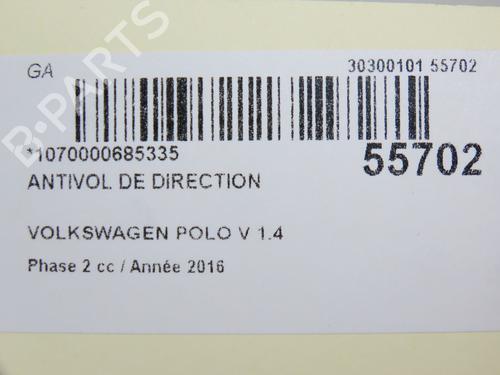 GA 30300101 55702
*1070000685335 55702
ANTIVOL DE DIRECTION
VOLKSWAGEN POLO V 1.4
Phase 2 cc / Année 2016
B-PARTS